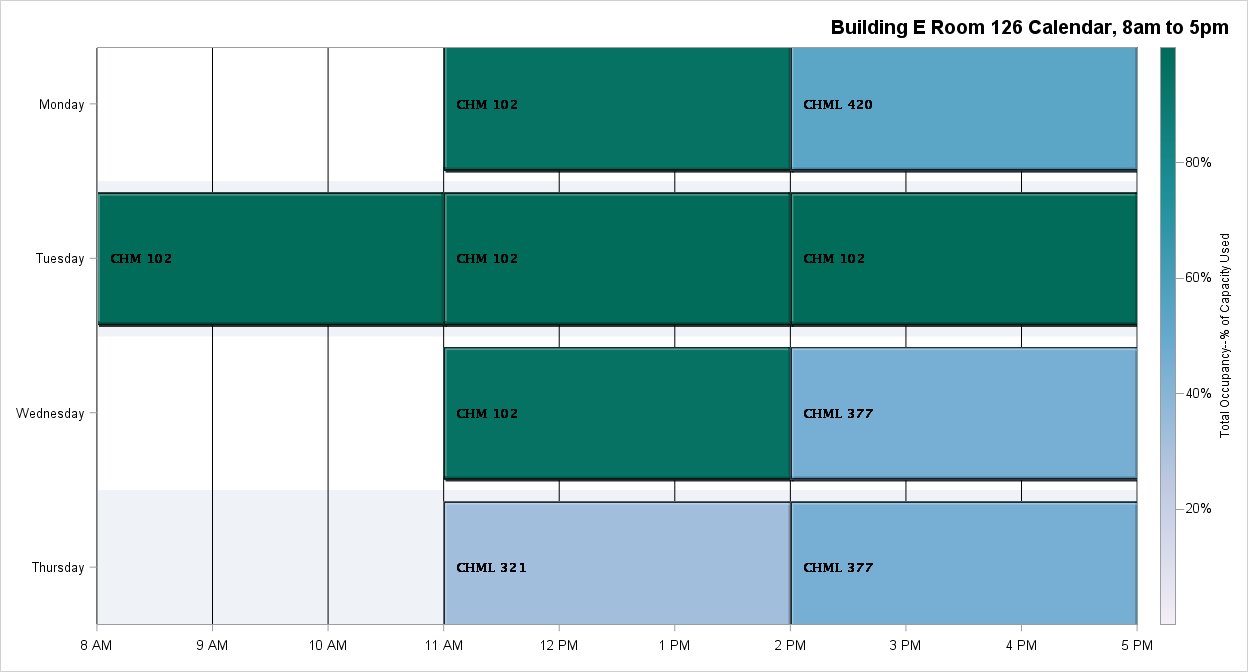 Building E Room 126 Calendar, 8am to 5pm
Monday
CHM 102
CHML 420
Tuesday
CHM 102
CHM 102
CHM 102
Wednesday
CHM 102
CHML 377
Thursday
CHML 321
CHML 377
8 AM
9 AM
10 AM
11 AM
12 PM
1 PM
2 PM
3 PM
4 PM
5 PM
80%
60%
40%
20%
Total Occupancy--% of Capacity Used